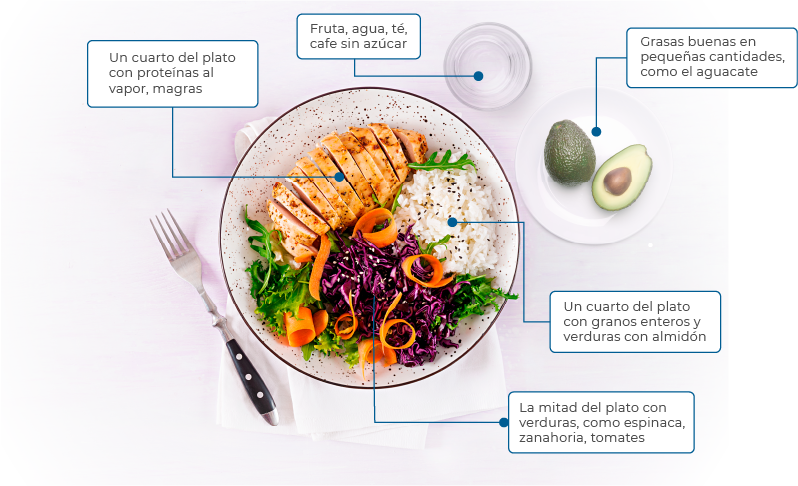 Fruta, agua, té,
cafe sin azúcar
Un cuarto del plato
con proteínas al
vapor, magras
Grasas buenas en
pequeñas cantidades,
como el aguacate
Un cuarto del plato
con granos enteros y
verduras con almidón
La mitad del plato con
verduras, como espinaca,
zanahoria, tomates